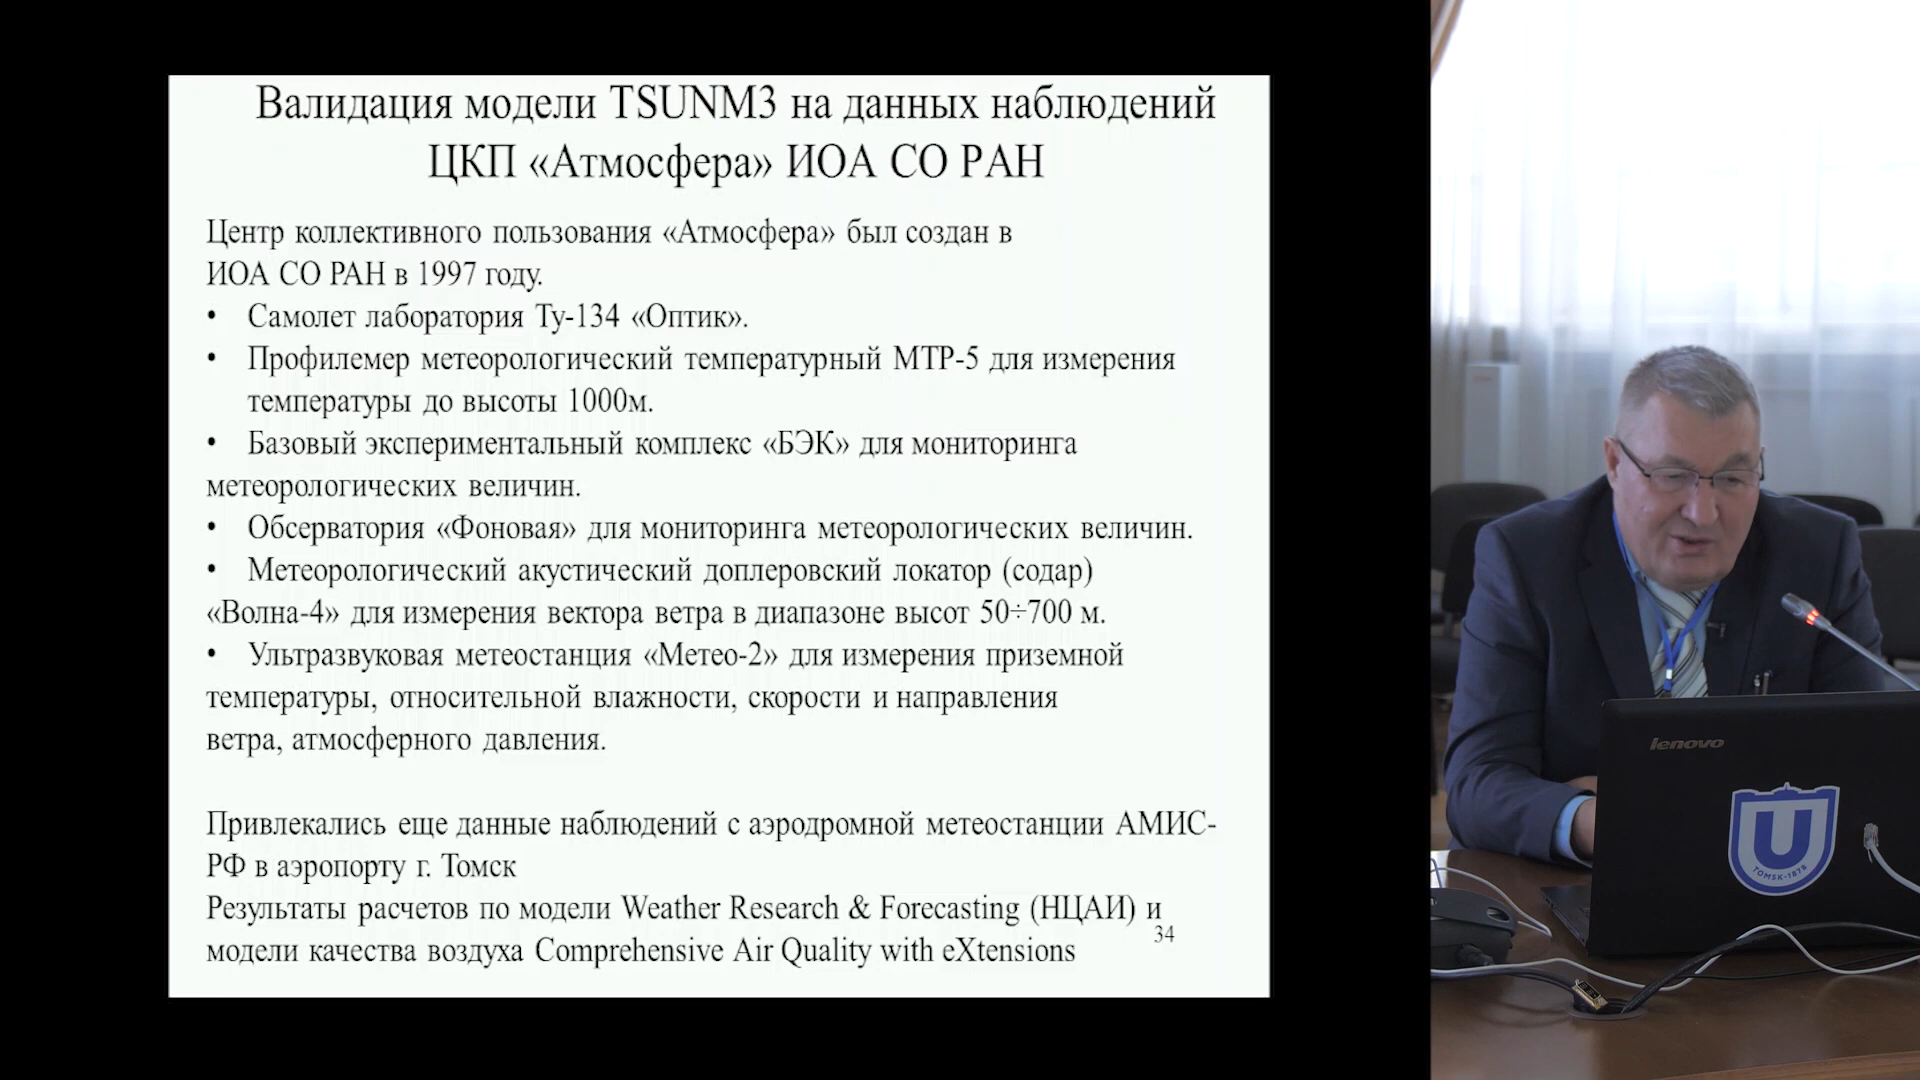 Валидация модели TSUNM3 на данных наблюдений
ЦКП «Атмосфера» ИОА СО РАН
Центр коллективного пользования «Атмосфера» был создан в
ИОА СО РАН в 1997 году.
• Самолет лаборатория Ту-134 «Оптик».
• Профилемер метеорологический температурный МТР-5 для измерения
температуры до высоты 1000м.
• Базовый экспериментальный комплекс «БЭК» для мониторинга
метеорологических величин.
• Обсерватория «Фоновая» для мониторинга метеорологических величин.
• Метеорологический акустический доплеровский локатор (содар)
«Волна-4» для измерения вектора ветра в диапазоне высот 50÷700 м.
• Ультразвуковая метеостанция «Метео-2» для измерения приземной
температуры, относительной влажности, скорости и направления
ветра, атмосферного давления.
Привлекались еще данные наблюдений с аэродромной метеостанции АМИС-
РФ в аэропорту г. Томск
Результаты расчетов по модели Weather Research & Forecasting (НЦАИ) и
модели качества воздуха Comprehensive Air Quality with eXtensions
34
lenovo
U
TOMSK-1878